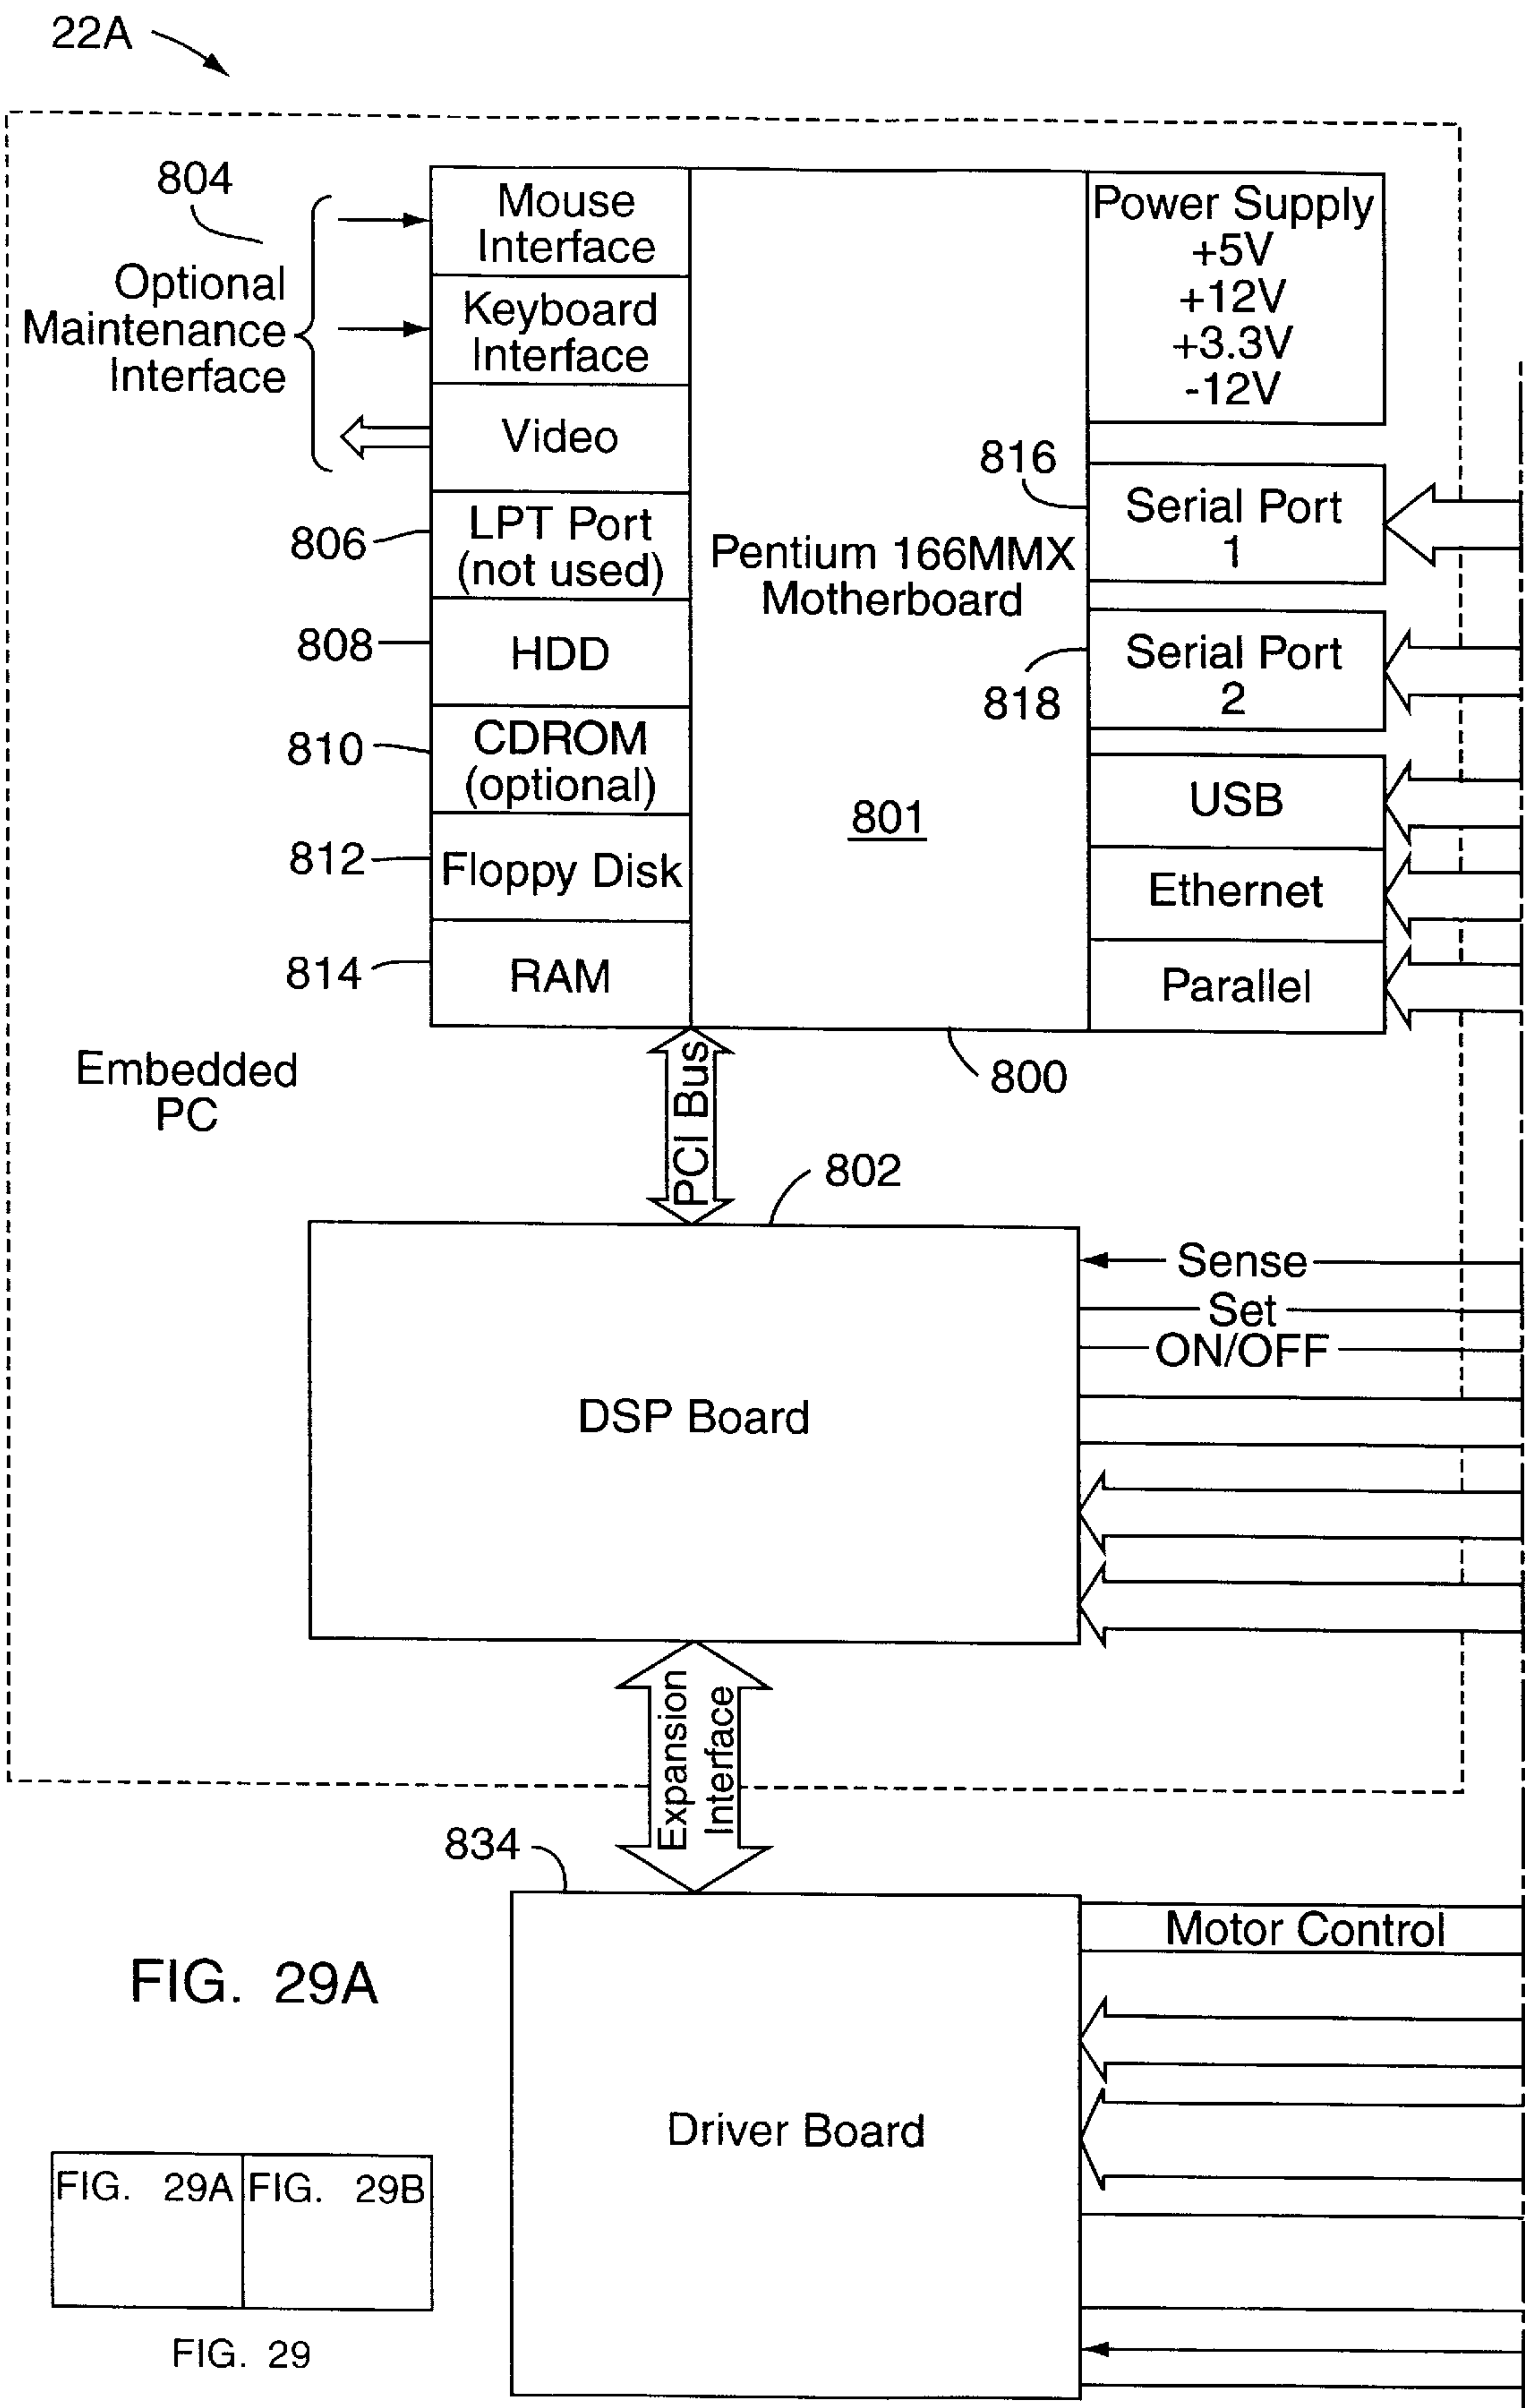 22A
804
Optional
Maintenance
Interface
Mouse
Interface
Keyboard
Interface
Video
806
LPT Port
(not used)
808
HDD
810
CDROM
(optional)
812
Floppy Disk
814
RAM
Pentium 166MMX
Motherboard
801
Power Supply
+5V
+12V
+3.3V
-12V
816
Serial Port
1
818
Serial Port
2
USB
Ethernet
Parallel
800
Embedded
PC
PCI Bus
802
DSP Board
Sense
Set
ON/OFF
Expansion
Interface
834
Driver Board
Motor Control
FIG. 29A
FIG. 29A
FIG. 29B
FIG. 29